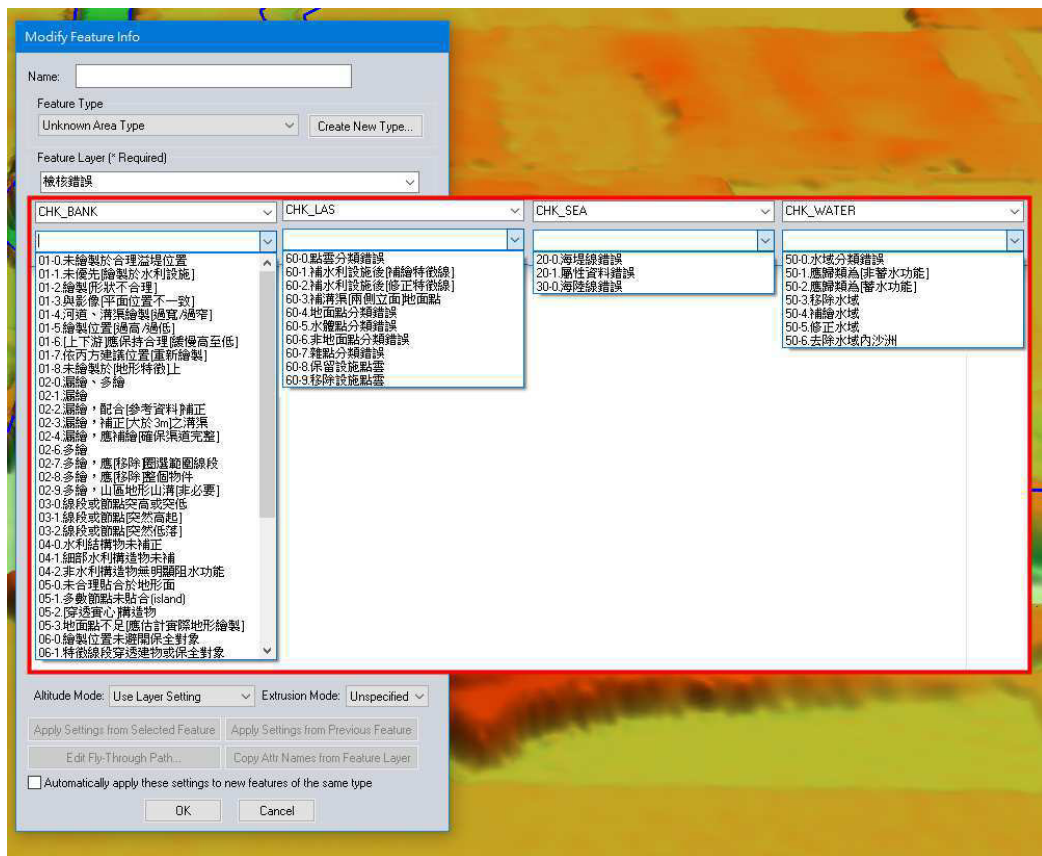 Modify Feature Info
Name:
Feature Type
Unknown Area Type
Create New Type...
Feature Layer (* Required)
檢核錯誤
CHK_BANK
01-0.未繪製於合理溢堤位置
01-1.未優先[繪製於水利設施]
01-2.繪製[形狀不合理]
01-3.與影像[平面位置不一致]
01-4.河道、溝渠繪製[過寬/過窄]
01-5.繪製位置[過高/過低]
01-6.[上下游]應保持合理[緩慢高至低]
01-7.依丙方建議位置[重新繪製]
01-8.未繪製於[地形特徵]上
02-0.漏繪、多繪
02-1.漏繪
02-2.漏繪，配合[參考資料]補正
02-3.漏繪，補正[大於3m]之溝渠
02-4.漏繪，應補繪[確保渠道完整]
02-6.多繪
02-7.多繪，應[移除]圈選範圍線段
02-8.多繪，應[移除]整個物件
02-9.多繪，山區地形山溝[非必要]
03-0.線段或節點突高或突低
03-1.線段或節點[突然高起]
03-2.線段或節點[突然低落]
04-0.水利結構物未補正
04-1.細部水利構造物未補
04-2.非水利構造物無明顯阻水功能
05-0.未合理貼合於地形面
05-1.多數節點未貼合(island)
05-2.[穿透實心]構造物
05-3.地面點不足[應估計實際地形繪製]
06-0.繪製位置未避開保全對象
06-1.特徵線段穿透建物或保全對象
CHK_LAS
60-0.點雲分類錯誤
60-1.補水利設施後[補繪特徵線]
60-2.補水利設施後[修正特徵線]
60-3.補溝渠[兩側立面]地面點
60-4.地面點分類錯誤
60-5.水體點分類錯誤
60-6.非地面點分類錯誤
60-7.雜點分類錯誤
60-8.保留設施點雲
60-9.移除設施點雲
CHK_SEA
20-0.海堤線錯誤
20-1.屬性資料錯誤
30-0.海陸線錯誤
CHK_WATER
50-0.水域分類錯誤
50-1.應歸類為[非蓄水功能]
50-2.應歸類為[蓄水功能]
50-3.移除水域
50-4.補繪水域
50-5.修正水域
50-6.去除水域內沙洲
Altitude Mode: Use Layer Setting
Extrusion Mode: Unspecified
Apply Settings from Selected Feature
Apply Settings from Previous Feature
Edit Fly-Through Path...
Copy Attr Names from Feature Layer
Automatically apply these settings to new features of the same type
OK
Cancel